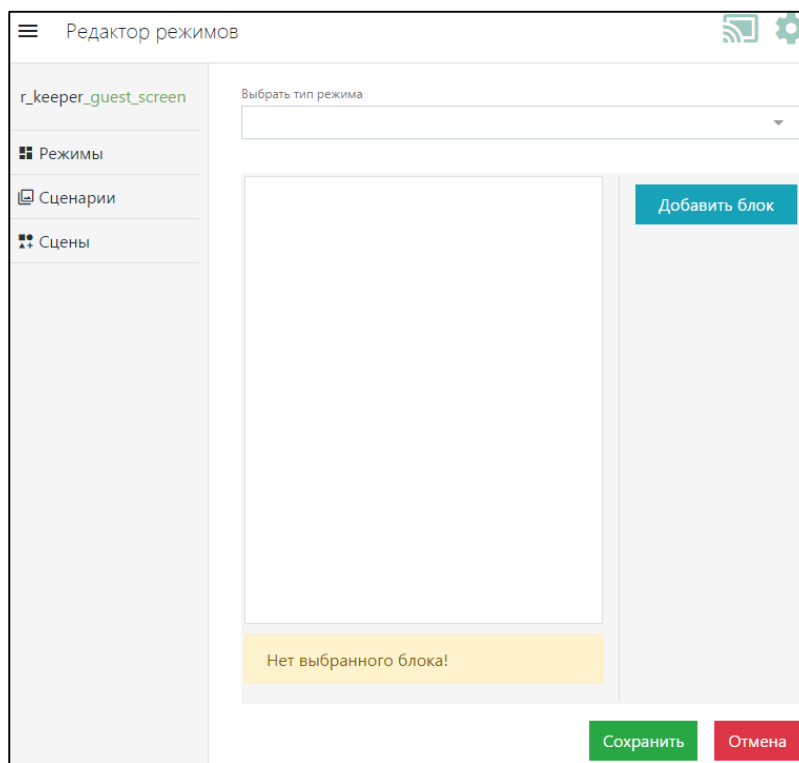 Редактор режимов
r_keeper_guest_screen
Режимы
Сценарии
Сцены
Выбрать тип режима
Добавить блок
Нет выбранного блока!
Сохранить
Отмена